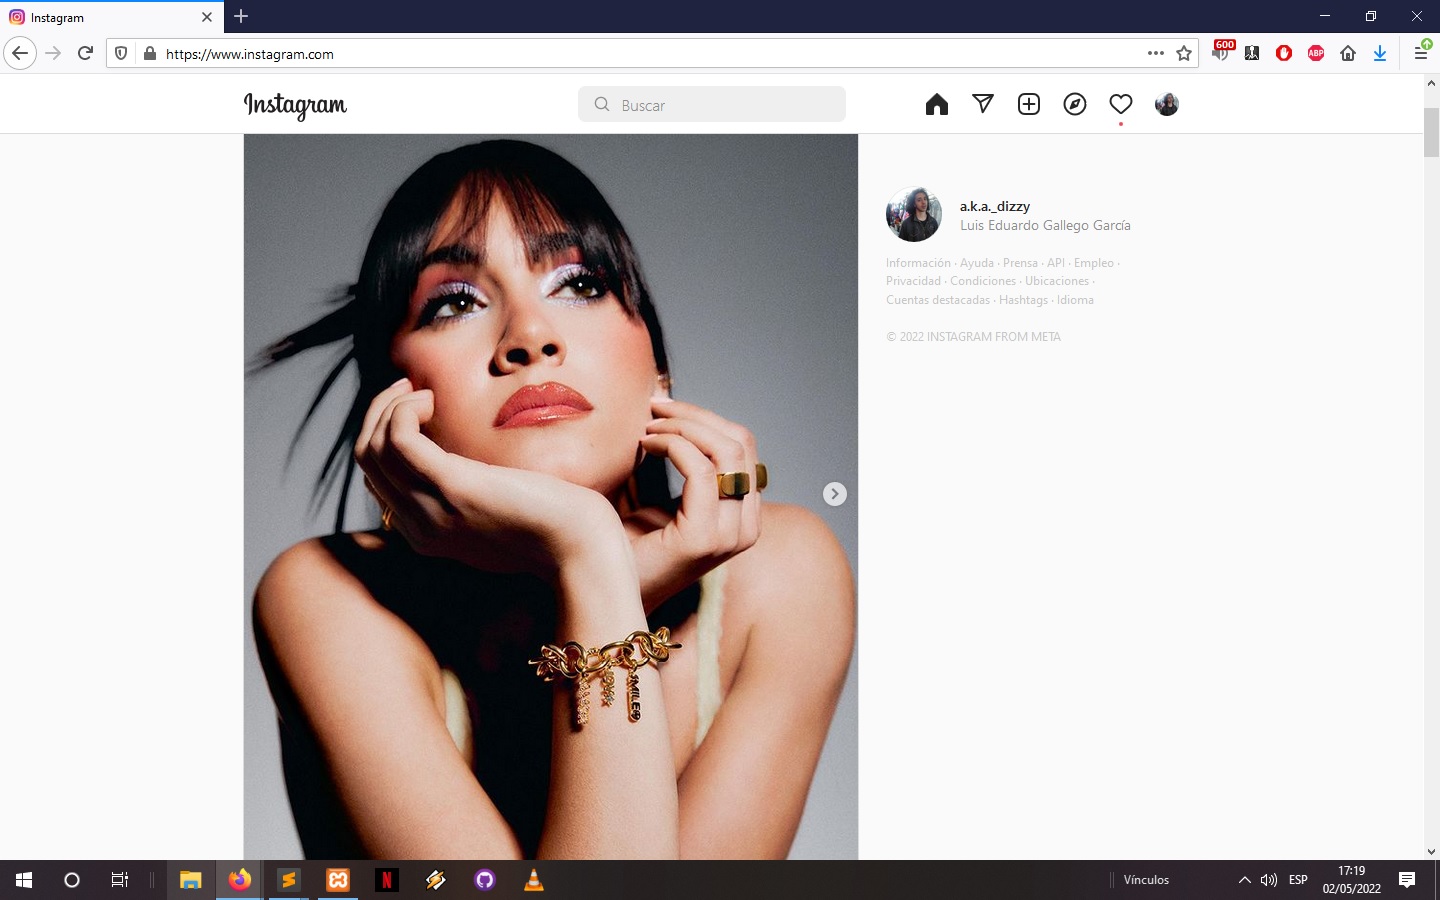 Instagram
https://www.instagram.com
600
ABP
Instagram
Buscar
a.k.a._dizzy
Luis Eduardo Gallego García
Información · Ayuda · Prensa · API · Empleo ·
Privacidad · Condiciones · Ubicaciones ·
Cuentas destacadas · Hashtags · Idioma
© 2022 INSTAGRAM FROM META
SMILE
Vínculos
ESP
17:19
02/05/2022